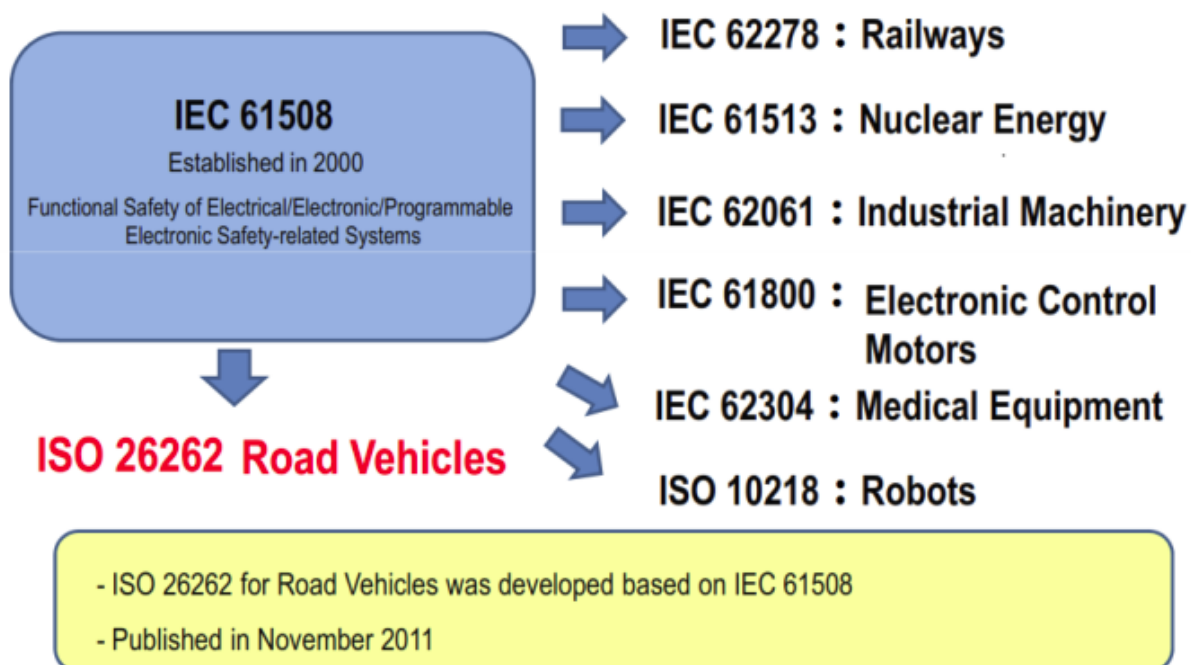 IEC 61508
Established in 2000
Functional Safety of Electrical/Electronic/Programmable
Electronic Safety-related Systems
IEC 62278 : Railways
IEC 61513 : Nuclear Energy
IEC 62061 : Industrial Machinery
IEC 61800 : Electronic Control
Motors
IEC 62304 : Medical Equipment
ISO 10218 : Robots
ISO 26262 Road Vehicles
- ISO 26262 for Road Vehicles was developed based on IEC 61508
- Published in November 2011